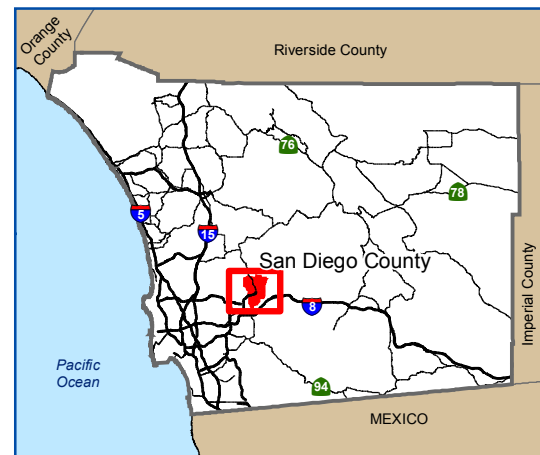 Orange
County
Riverside County
76
78
5
15
San Diego County
8
Imperial County
Pacific
Ocean
94
MEXICO